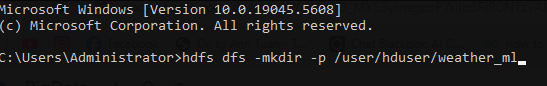 Microsoft Windows [Version 10.0.19045.5608]
(c) Microsoft Corporation. All rights reserved.
C:\Users\Administrator>hdfs dfs -mkdir -p /user/hduser/weather_ml